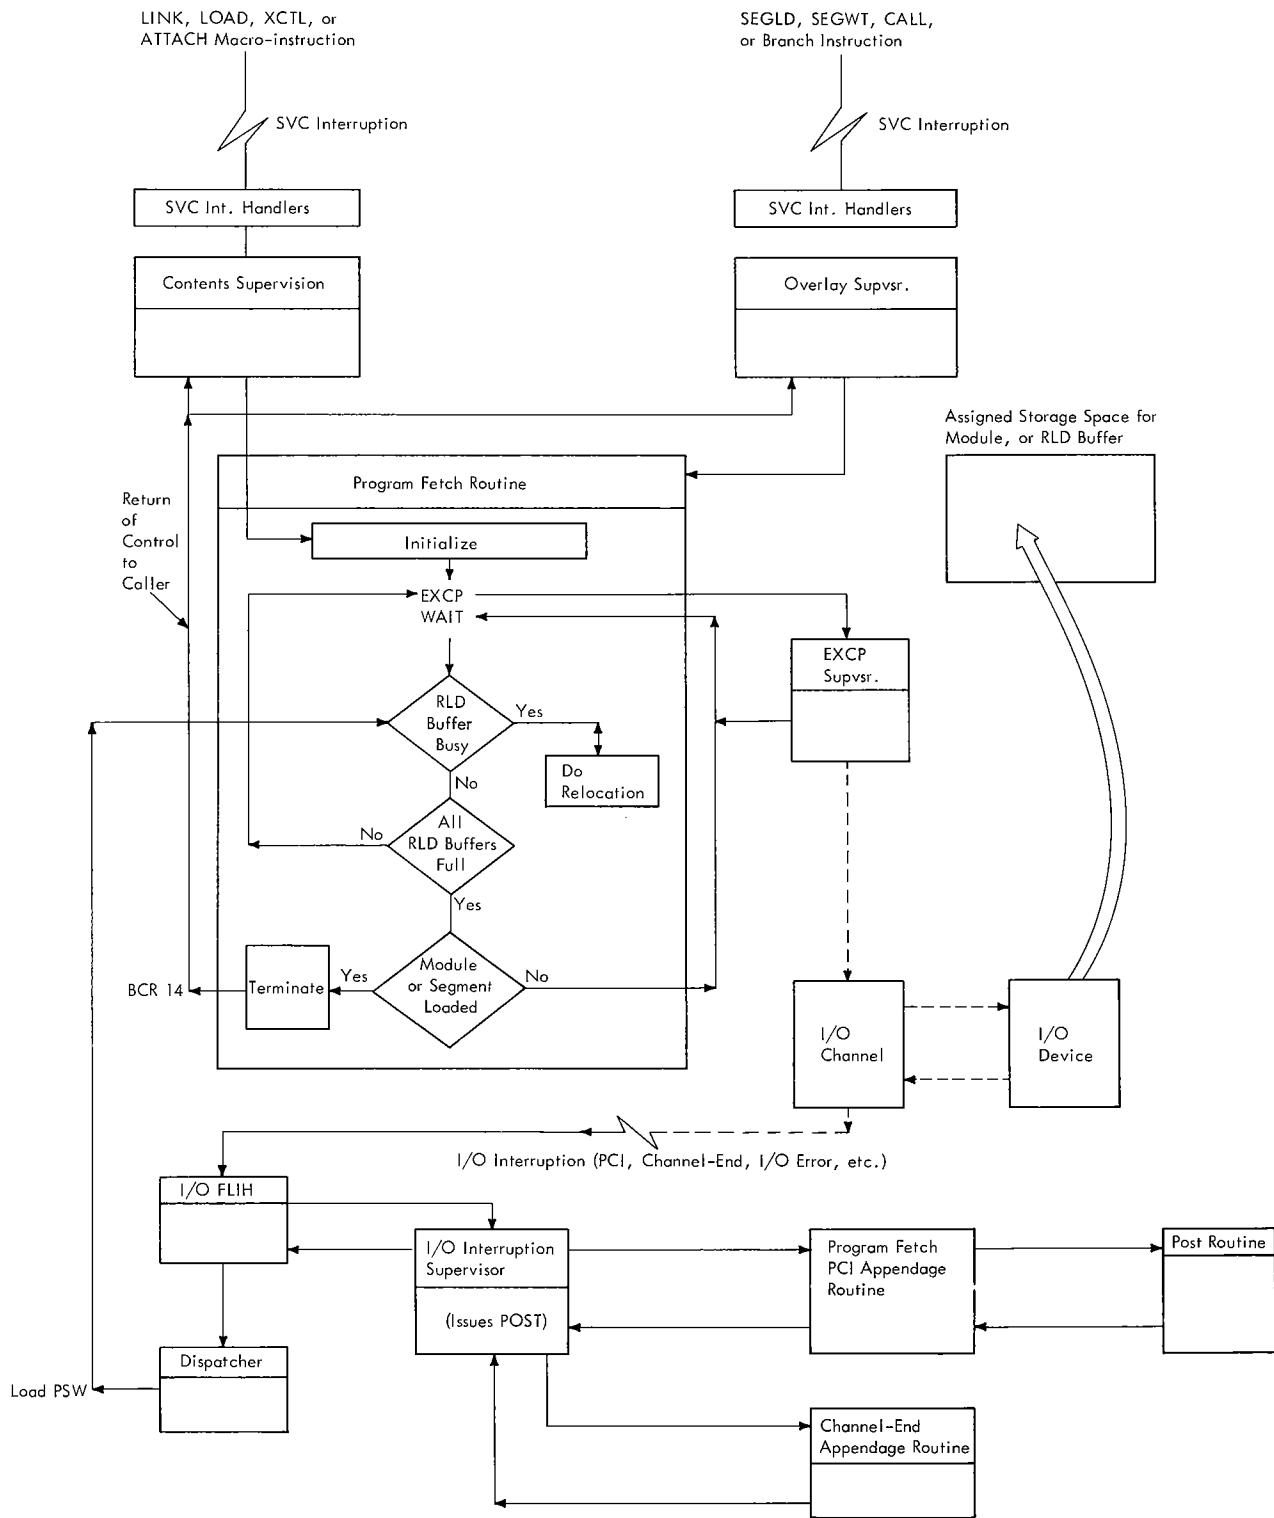 LINK, LOAD, XCTL, or
ATTACH Macro-instruction
SEGLD, SEGWT, CALL,
or Branch Instruction
SVC Interruption
SVC Interruption
SVC Int. Handlers
SVC Int. Handlers
Contents Supervision
Overlay Supvsr.
Assigned Storage Space for
Module, or RLD Buffer
Program Fetch Routine
Return
of
Control
to
Caller
Initialize
EXCP
WAIT
EXCP
Supvsr.
RLD
Buffer
Busy
Yes
Do
Relocation
No
All
RLD Buffers
Full
No
Yes
Module
or Segment
Loaded
Yes
No
Terminate
BCR 14
I/O
Channel
I/O
Device
I/O Interruption (PCI, Channel-End, I/O Error, etc.)
I/O FLIH
I/O Interruption
Supervisor
(Issues POST)
Program Fetch
PCI Appendage
Routine
Post Routine
Dispatcher
Load PSW
Channel-End
Appendage Routine